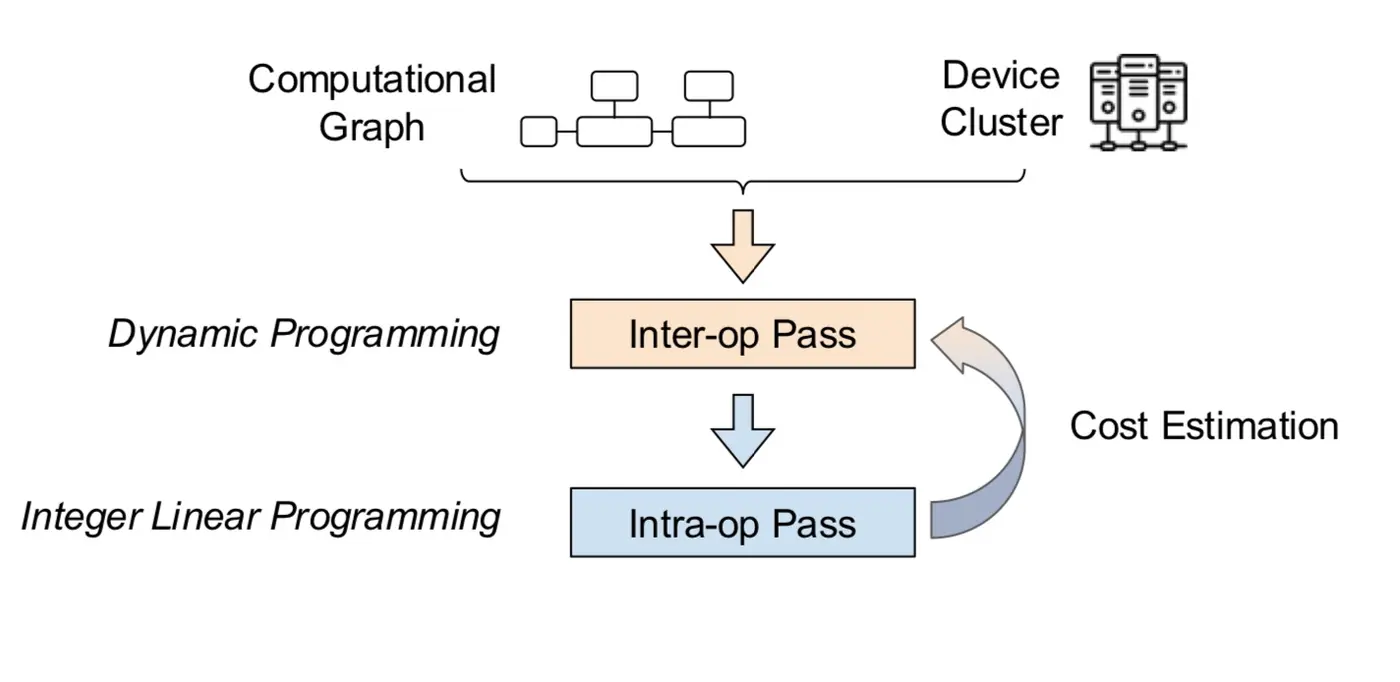 Computational
Graph
Device
Cluster
Dynamic Programming
Inter-op Pass
Cost Estimation
Integer Linear Programming
Intra-op Pass